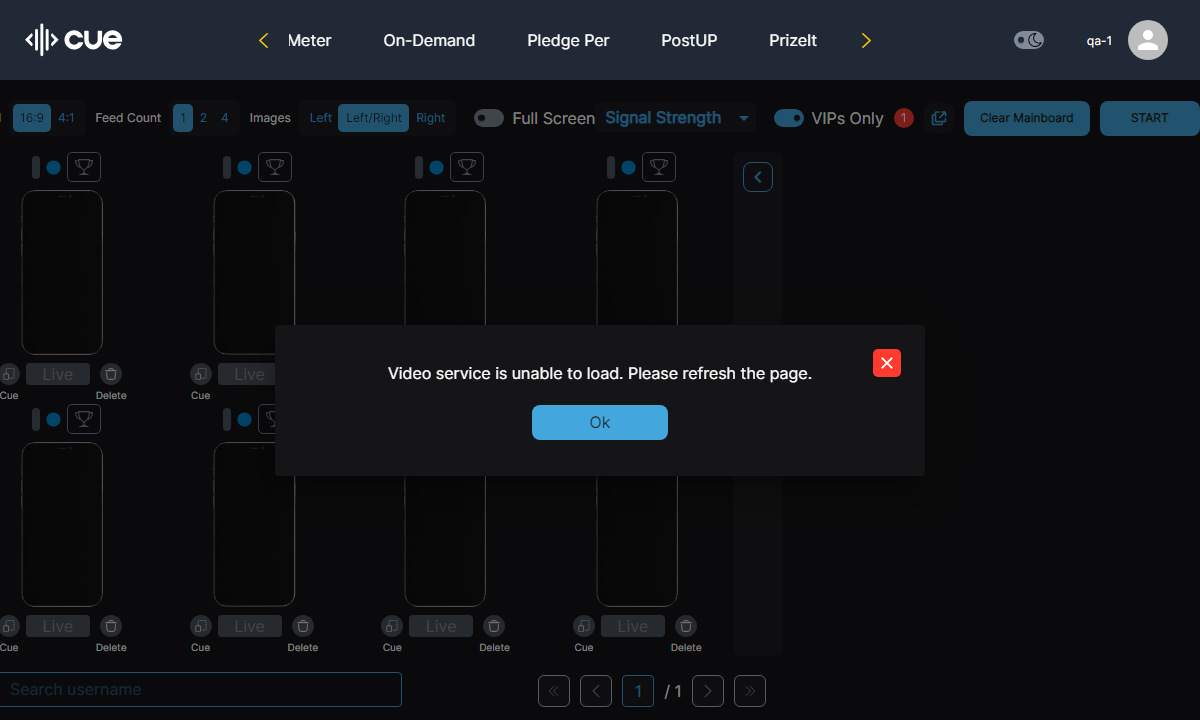 cue
Meter On-Demand Pledge Per PostUP PrizeIt
qa-1
16:9 4:1 Feed Count 1 2 4 Images Left Left/Right Right Full Screen Signal Strength VIPs Only 1 Clear Mainboard START
Video service is unable to load. Please refresh the page.
Ok
Live Live
Cue Delete Cue
Live Live Live Live
Cue Delete Cue Delete Cue Delete Cue Delete
Search username
1 / 1